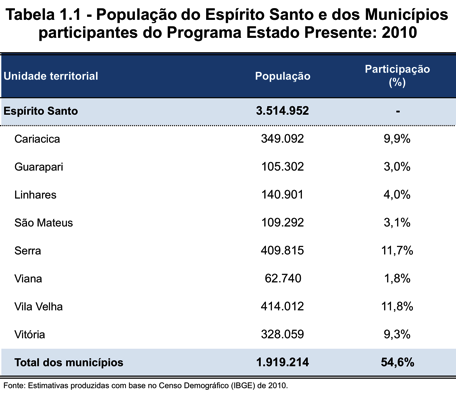 Tabela 1.1 - População do Espírito Santo e dos Municípios
participantes do Programa Estado Presente: 2010
Unidade territorial População Participação (%)
Espírito Santo 3.514.952 -
Cariacica 349.092 9,9%
Guarapari 105.302 3,0%
Linhares 140.901 4,0%
São Mateus 109.292 3,1%
Serra 409.815 11,7%
Viana 62.740 1,8%
Vila Velha 414.012 11,8%
Vitória 328.059 9,3%
Total dos municípios 1.919.214 54,6%
Fonte: Estimativas produzidas com base no Censo Demográfico (IBGE) de 2010.